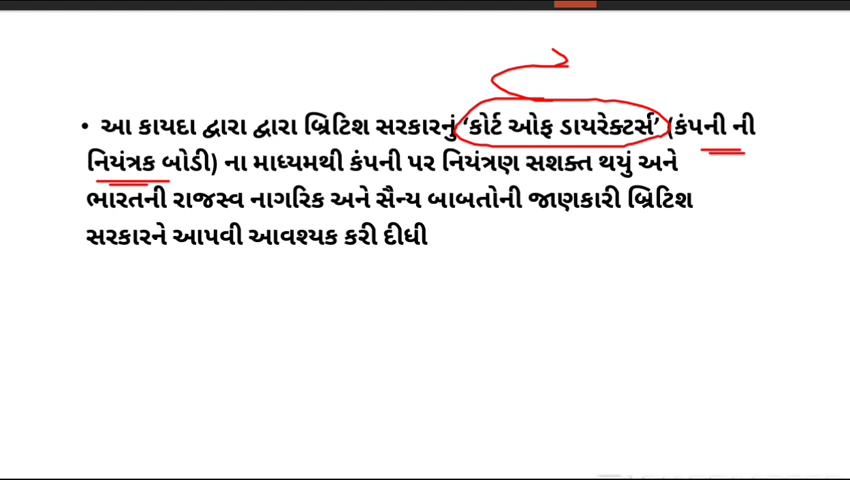 • આ કાયદા દ્વારા દ્વારા બ્રિટિશ સરકારનું ‘કોર્ટ ઓફ ડાયરેક્ટર્સ’ (કંપની ની
નિયંત્રક બોડી) ના માધ્યમથી કંપની પર નિયંત્રણ સશક્ત થયું અને
ભારતની રાજસ્વ નાગરિક અને સૈન્ય બાબતોની જાણકારી બ્રિટિશ
સરકારને આપવી આવશ્યક કરી દીધી